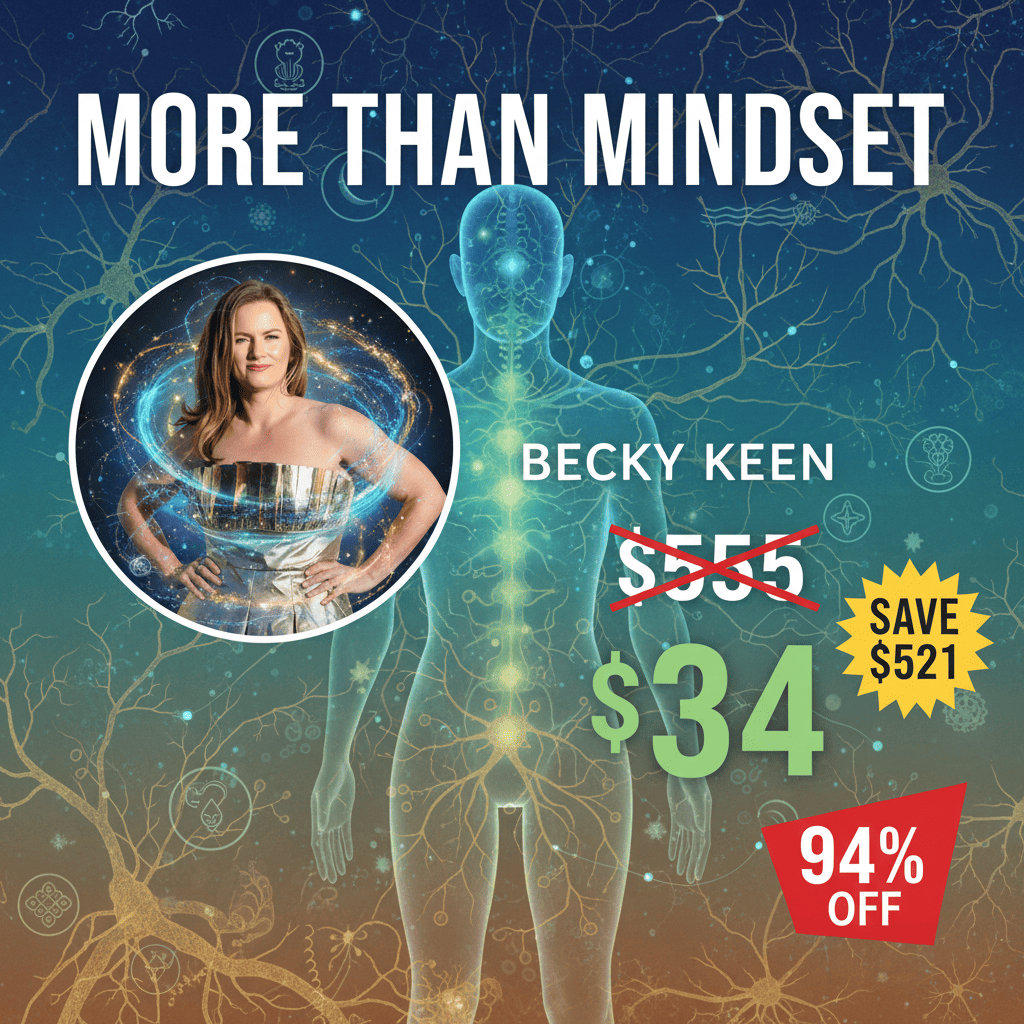 MORE THAN MINDSET
BECKY KEEN
$555
$34
SAVE
$521
94%
OFF